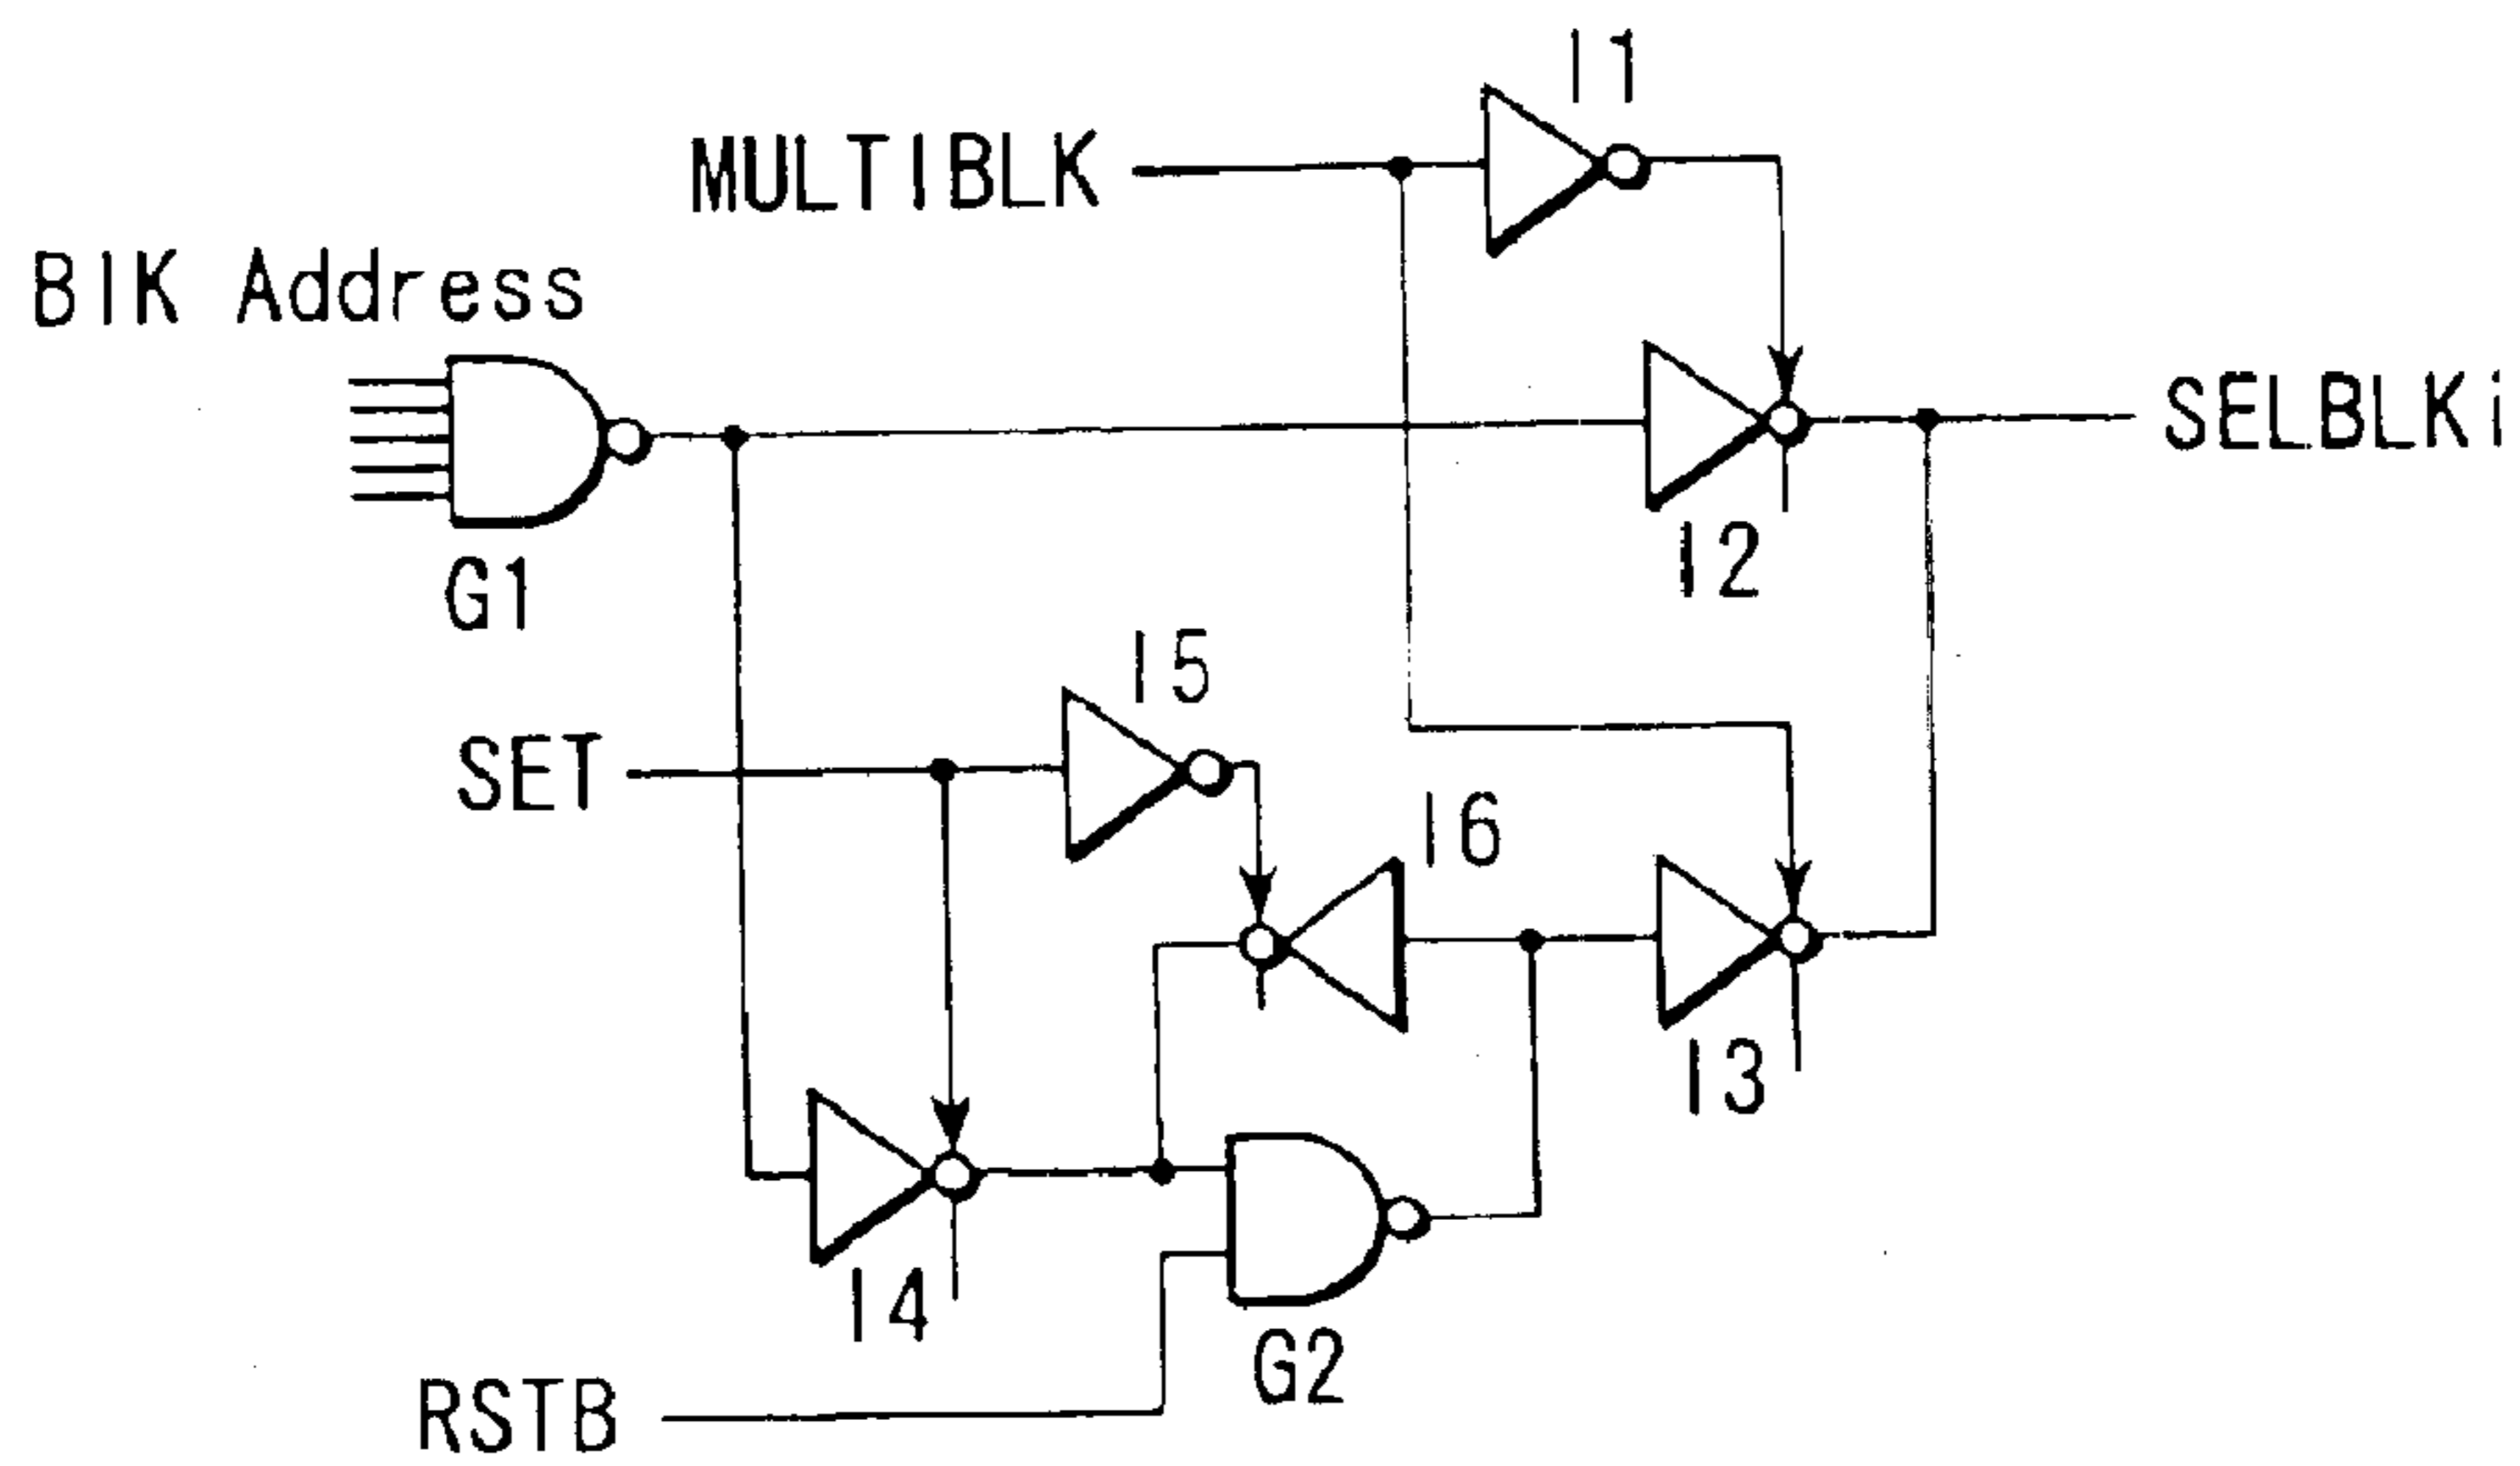 I1
MULTIBLK
BIK Address
SELBLKi
I2
G1
I5
SET
I6
I3
I4
G2
RSTB